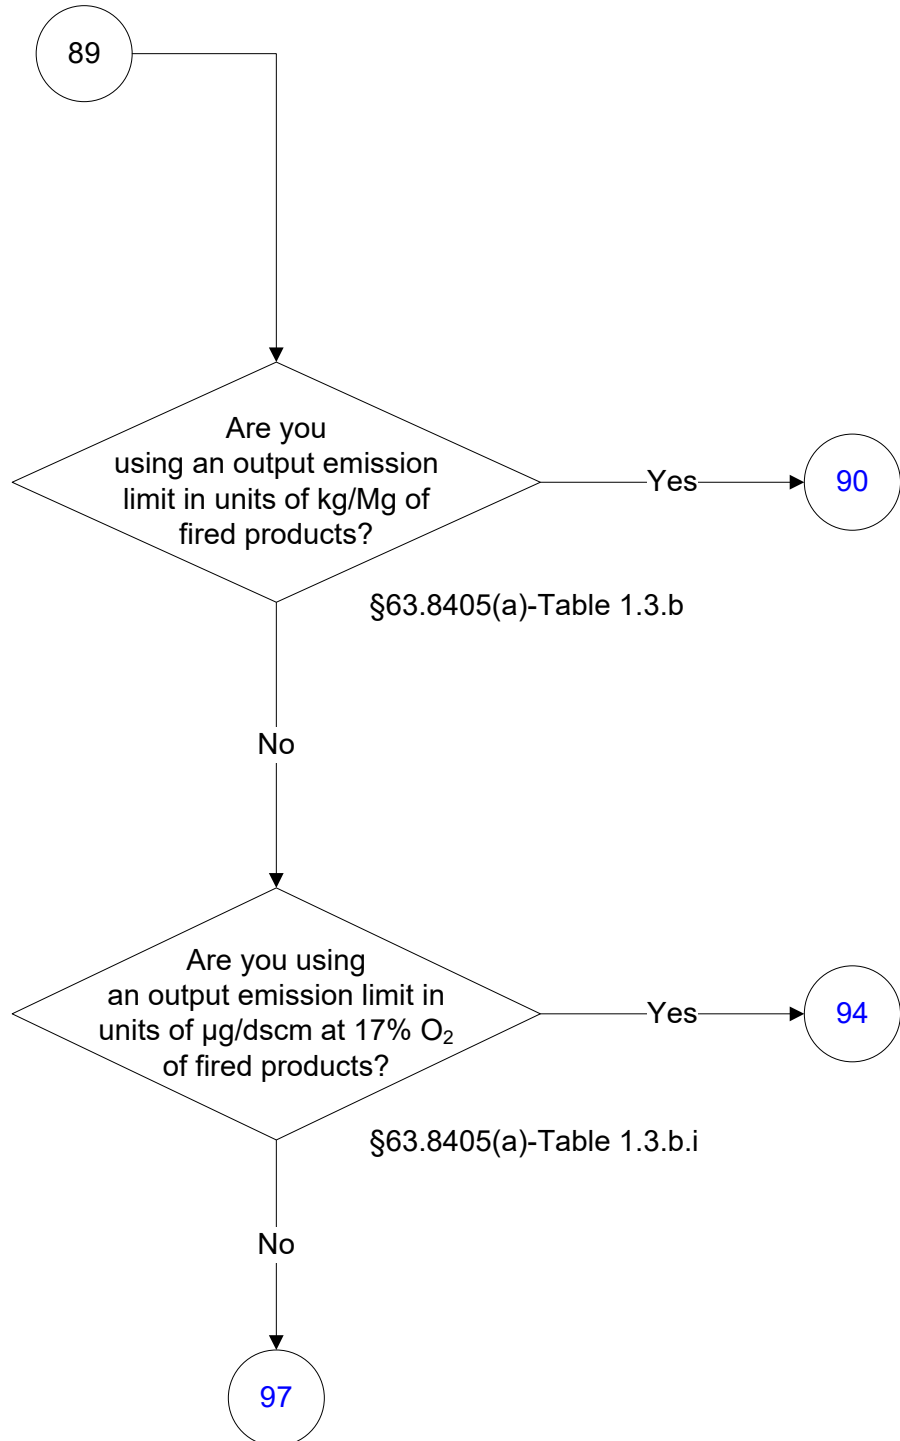 89
Are you
using an output emission
limit in units of kg/Mg of
fired products?
Yes
90
§63.8405(a)-Table 1.3.b
No
Are you using
an output emission limit in
units of µg/dscm at 17% O₂
of fired products?
Yes
94
§63.8405(a)-Table 1.3.b.i
No
97